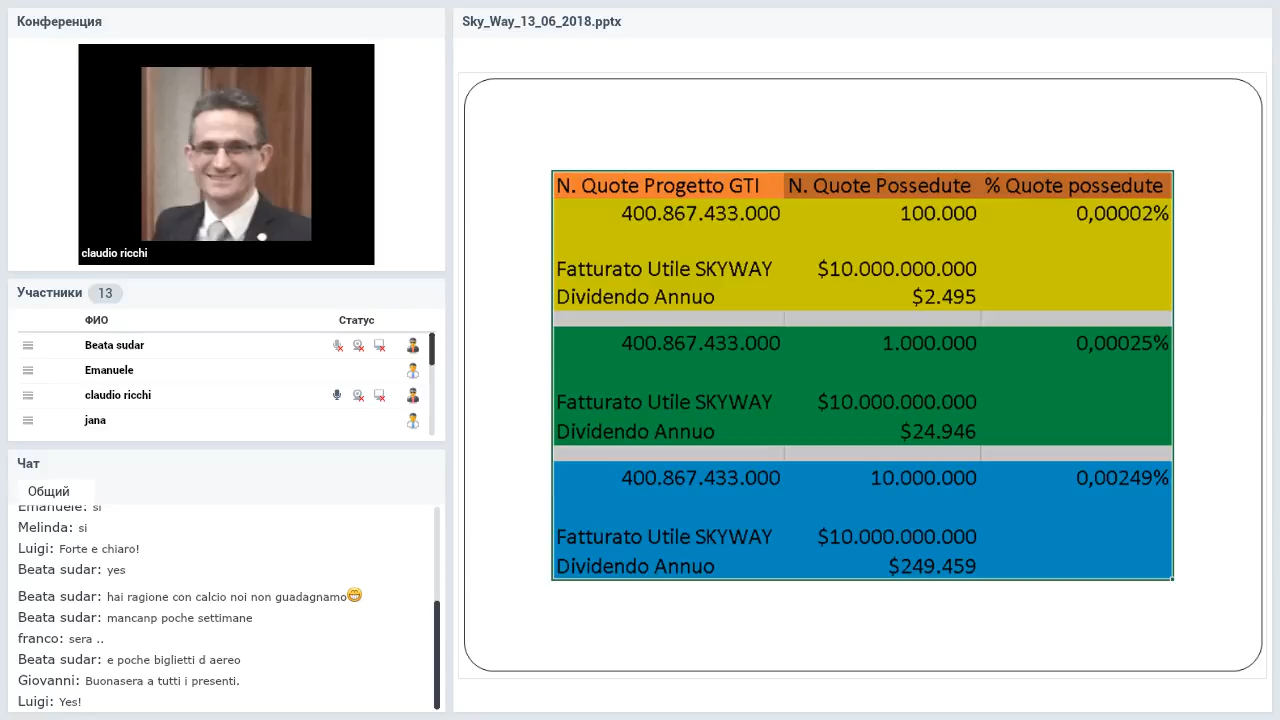 Конференция
claudio ricchi
Участники 13
ФИО Статус
Beata sudar
Emanuele
claudio ricchi
jana
Чат
Общий
Emanuele: si
Melinda: si
Luigi: Forte e chiaro!
Beata sudar: yes
Beata sudar: hai ragione con calcio noi non guadagnamo
Beata sudar: mancanp poche settimane
franco: sera ..
Beata sudar: e poche biglietti d aereo
Giovanni: Buonasera a tutti i presenti.
Luigi: Yes!
Sky_Way_13_06_2018.pptx
N. Quote Progetto GTI N. Quote Possedute % Quote possedute
400.867.433.000 100.000 0,00002%
Fatturato Utile SKYWAY $10.000.000.000
Dividendo Annuo $2.495
400.867.433.000 1.000.000 0,00025%
Fatturato Utile SKYWAY $10.000.000.000
Dividendo Annuo $24.946
400.867.433.000 10.000.000 0,00249%
Fatturato Utile SKYWAY $10.000.000.000
Dividendo Annuo $249.459